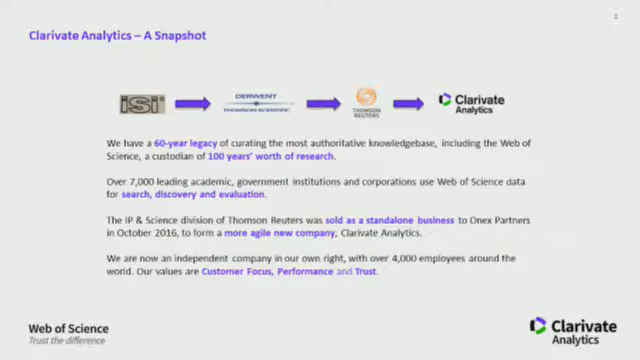 Clarivate Analytics – A Snapshot
isi
DERWENT
THOMSON SCIENTIFIC
THOMSON
REUTERS
Clarivate
Analytics
We have a 60-year legacy of curating the most authoritative knowledgebase, including the Web of
Science, a custodian of 100 years' worth of research.
Over 7,000 leading academic, government institutions and corporations use Web of Science data
for search, discovery and evaluation.
The IP & Science division of Thomson Reuters was sold as a standalone business to Onex Partners
in October 2016, to form a more agile new company, Clarivate Analytics.
We are now an independent company in our own right, with over 4,000 employees around the
world. Our values are Customer Focus, Performance and Trust.
Web of Science
Trust the difference
Clarivate
Analytics